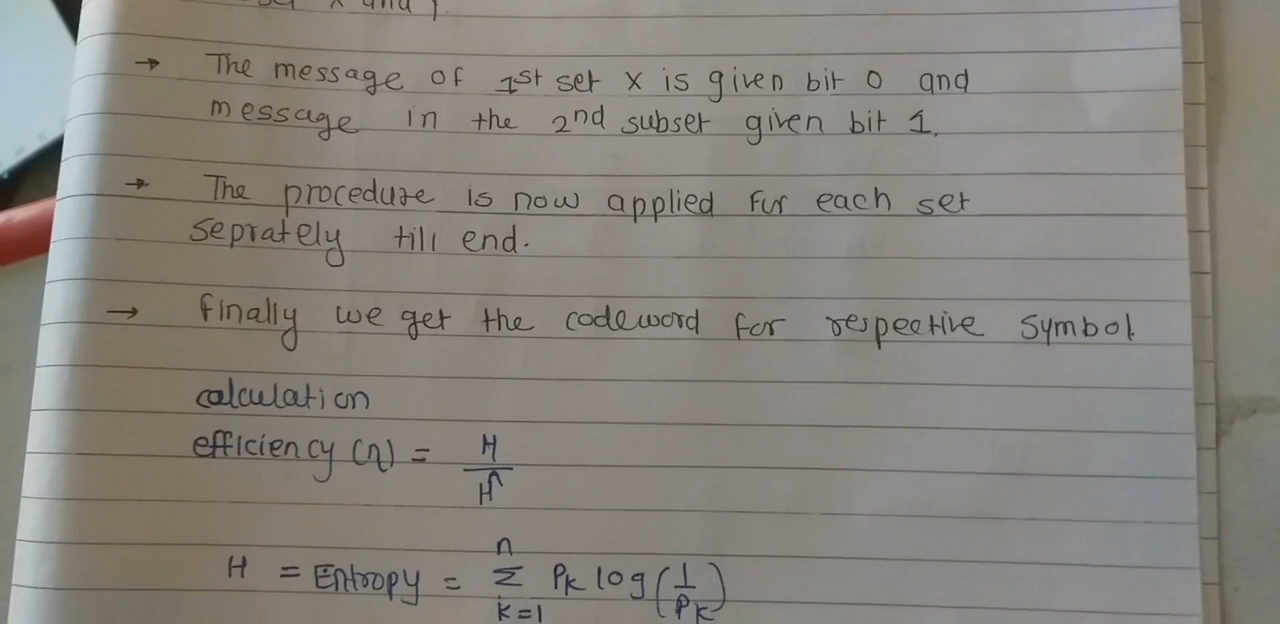 x and y
→ The message of 1st set x is given bit 0 and
message in the 2nd subset given bit 1.
→ The procedure is now applied fur each set
seprately till end.
→ finally we get the codeword for respective symbol
calculation
efficiency (η) = H / Ĥ
H = Entropy = n Σ k=1 Pk log(1/Pk)